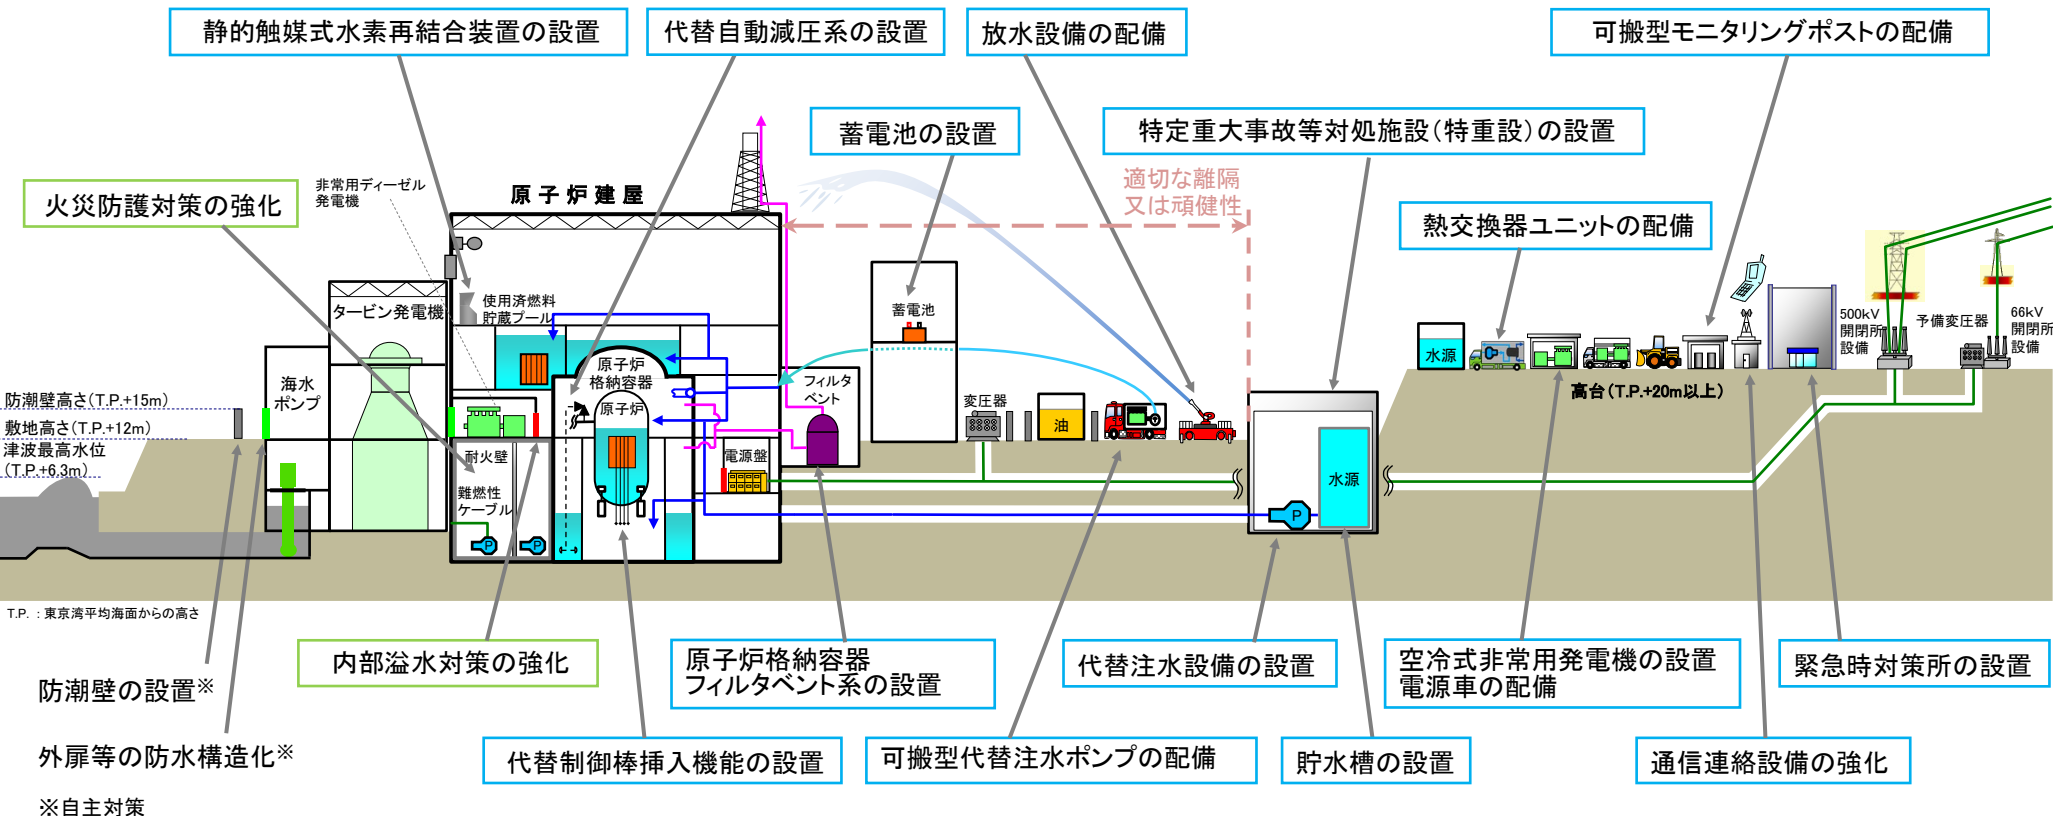 静的触媒式水素再結合装置の設置
代替自動減圧系の設置
放水設備の配備
可搬型モニタリングポストの配備
蓄電池の設置
特定重大事故等対処施設(特重設)の設置
火災防護対策の強化
非常用ディーゼル
発電機
原子炉建屋
適切な離隔
又は頑健性
熱交換器ユニットの配備
タービン発電機
使用済燃料
貯蔵プール
蓄電池
500kV
開閉所
設備
予備変圧器
66kV
開閉所
設備
海水
ポンプ
原子炉
格納容器
原子炉
フィルタ
ベント
変圧器
油
水源
高台(T.P.+20m以上)
防潮壁高さ(T.P.+15m)
敷地高さ(T.P.+12m)
津波最高水位
(T.P.+6.3m)
耐火壁
難燃性
ケーブル
P
P
電源盤
P
水源
T.P. :東京湾平均海面からの高さ
防潮壁の設置※
外扉等の防水構造化※
※自主対策
内部溢水対策の強化
原子炉格納容器
フィルタベント系の設置
代替注水設備の設置
空冷式非常用発電機の設置
電源車の配備
緊急時対策所の設置
代替制御棒挿入機能の設置
可搬型代替注水ポンプの配備
貯水槽の設置
通信連絡設備の強化